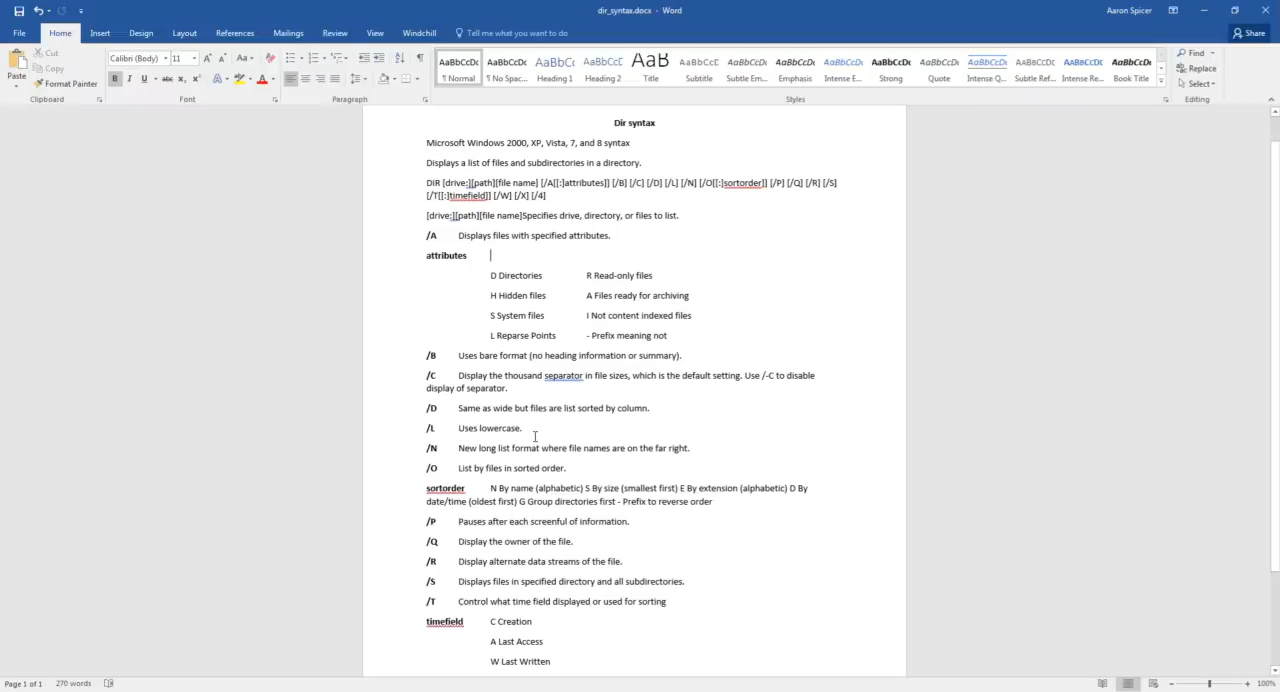 dir_syntax.docx - Word
Aaron Spicer
File Home Insert Design Layout References Mailings Review View Windchill Tell me what you want to do Share
Paste
Cut
Copy
Format Painter
Clipboard
Calibri (Body) 11
Font
Paragraph
AaBbCcDc AaBbCcDc AaBbCc AaBbCcC AaB AaBbCcD AaBbCcDc AaBbCcDc AaBbCcDc AaBbCcDc AaBbCcDc AaBbCcDc AaBbCcDc AaBbCcDc AaBbCcDc
¶ Normal ¶ No Spac... Heading 1 Heading 2 Title Subtitle Subtle Em... Emphasis Intense E... Strong Quote Intense Q... Subtle Ref... Intense Re... Book Title
Styles
Find
Replace
Select
Editing
Dir syntax
Microsoft Windows 2000, XP, Vista, 7, and 8 syntax
Displays a list of files and subdirectories in a directory.
DIR [drive:][path][file name] [/A[[:]attributes]] [/B] [/C] [/D] [/L] [/N] [/O[[:]sortorder]] [/P] [/Q] [/R] [/S]
[/T[[:]timefield]] [/W] [/X] [/4]
[drive:][path][file name]Specifies drive, directory, or files to list.
/A Displays files with specified attributes.
attributes
D Directories R Read-only files
H Hidden files A Files ready for archiving
S System files I Not content indexed files
L Reparse Points - Prefix meaning not
/B Uses bare format (no heading information or summary).
/C Display the thousand separator in file sizes, which is the default setting. Use /-C to disable
display of separator.
/D Same as wide but files are list sorted by column.
/L Uses lowercase.
/N New long list format where file names are on the far right.
/O List by files in sorted order.
sortorder N By name (alphabetic) S By size (smallest first) E By extension (alphabetic) D By
date/time (oldest first) G Group directories first - Prefix to reverse order
/P Pauses after each screenful of information.
/Q Display the owner of the file.
/R Display alternate data streams of the file.
/S Displays files in specified directory and all subdirectories.
/T Control what time field displayed or used for sorting
timefield C Creation
A Last Access
W Last Written
Page 1 of 1 270 words 100%